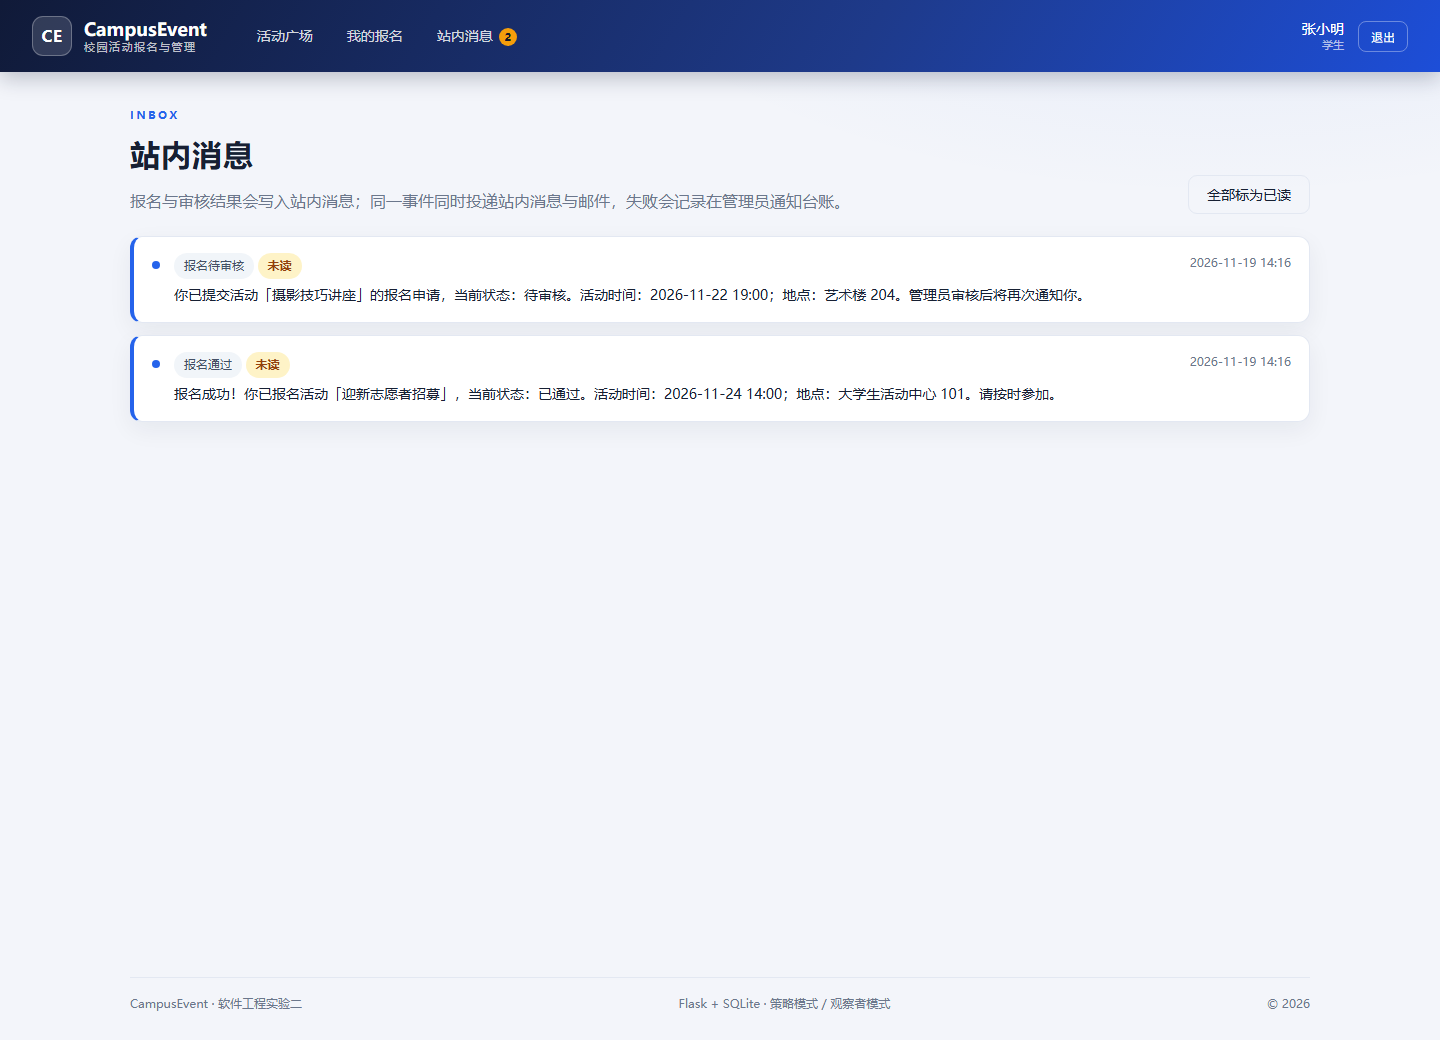 CE
CampusEvent
校园活动报名与管理
活动广场
我的报名
站内消息 2
张小明
学生
退出
INBOX
站内消息
报名与审核结果会写入站内消息；同一事件同时投递站内消息与邮件，失败会记录在管理员通知台账。
全部标为已读
报名待审核 未读
2026-11-19 14:16
你已提交活动「摄影技巧讲座」的报名申请，当前状态：待审核。活动时间：2026-11-22 19:00；地点：艺术楼 204。管理员审核后将再次通知你。
报名通过 未读
2026-11-19 14:16
报名成功！你已报名活动「迎新志愿者招募」，当前状态：已通过。活动时间：2026-11-24 14:00；地点：大学生活动中心 101。请按时参加。
CampusEvent · 软件工程实验二
Flask + SQLite · 策略模式 / 观察者模式
© 2026